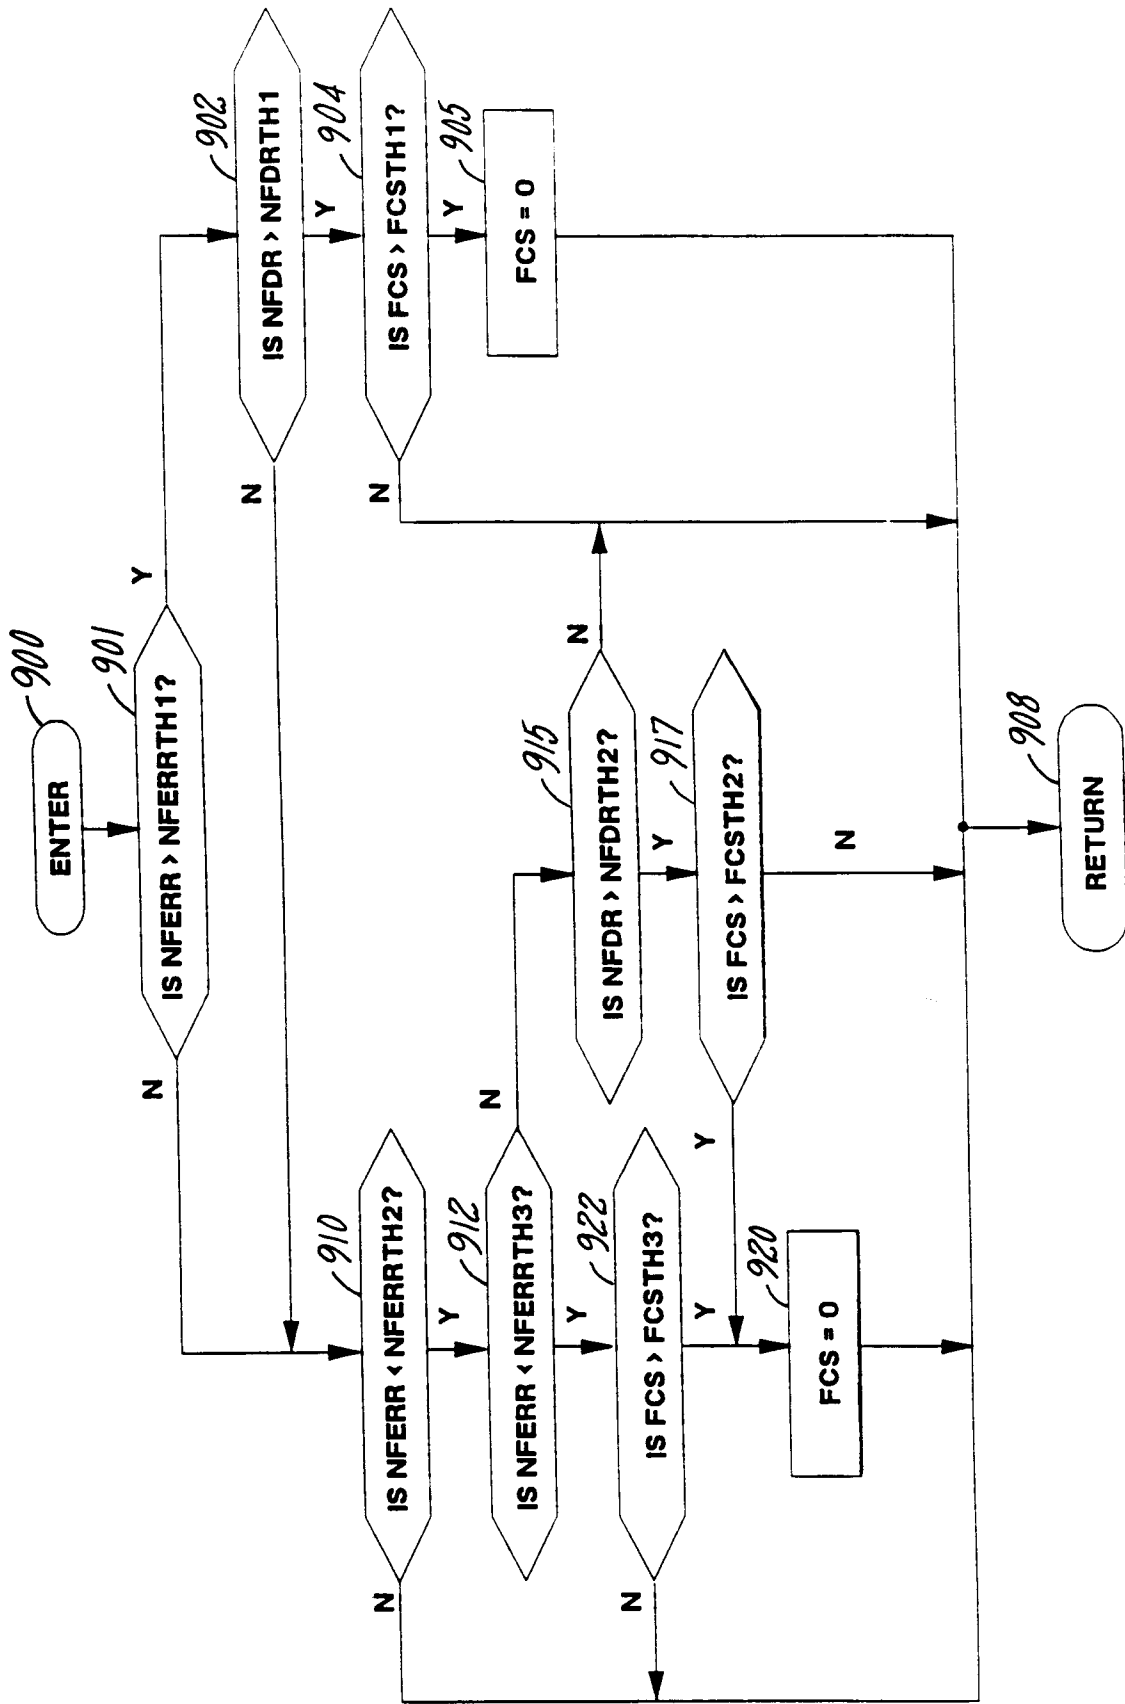 900
ENTER
901
IS NFERR > NFERRTH1?
N
Y
902
IS NFDR > NFDRTH1
N
Y
904
IS FCS > FCSTH1?
N
Y
905
FCS = 0
910
IS NFERR < NFERRTH2?
N
Y
912
IS NFERR < NFERRTH3?
N
Y
915
IS NFDR > NFDRTH2?
N
Y
917
IS FCS > FCSTH2?
Y
N
922
IS FCS > FCSTH3?
N
Y
920
FCS = 0
908
RETURN